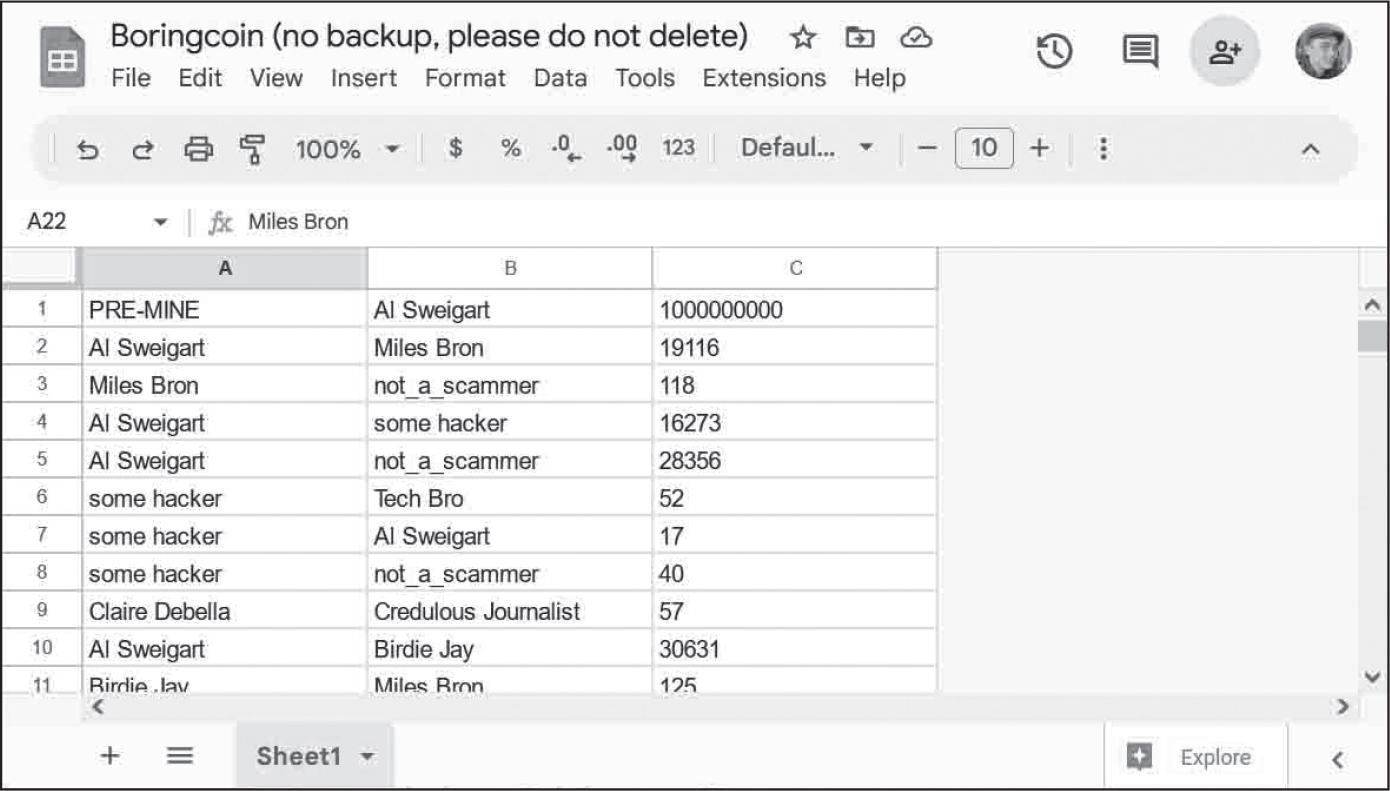 Boringcoin (no backup, please do not delete)
File Edit View Insert Format Data Tools Extensions Help
100% $ % .0 .00 123 Defaul... − 10 +
A22 fx Miles Bron
A B C
1 PRE-MINE Al Sweigart 1000000000
2 Al Sweigart Miles Bron 19116
3 Miles Bron not_a_scammer 118
4 Al Sweigart some hacker 16273
5 Al Sweigart not_a_scammer 28356
6 some hacker Tech Bro 52
7 some hacker Al Sweigart 17
8 some hacker not_a_scammer 40
9 Claire Debella Credulous Journalist 57
10 Al Sweigart Birdie Jay 30631
11 Birdie Jay Miles Bron 125
+ Sheet1 Explore